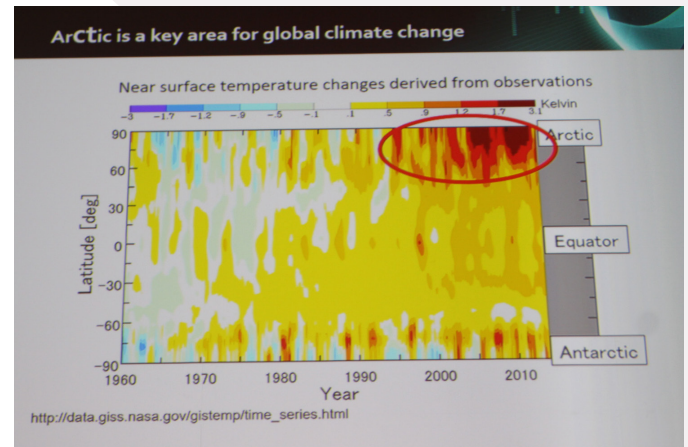 Arctic is a key area for global climate change
Near surface temperature changes derived from observations
-3 -1.7 -1.2 -.9 -.5 -.1 .1 .5 .9 1.2 1.7 3.1 Kelvin
90
60
30
0
-30
-60
-90
Latitude [deg]
Arctic
Equator
Antarctic
1960 1970 1980 1990 2000 2010
Year
http://data.giss.nasa.gov/gistemp/time_series.html